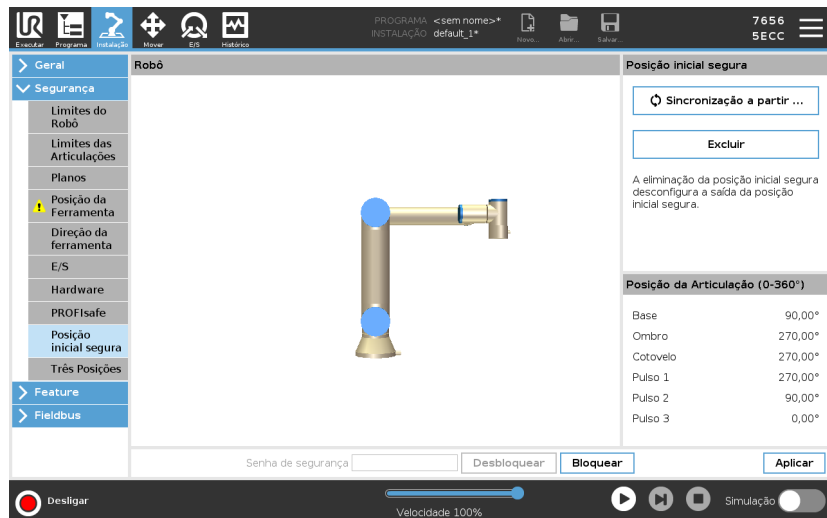 PROGRAMA <sem nome>*
INSTALAÇÃO default_1*
Executar
Programa
Instalação
Mover
E/S
Histórico
Novo...
Abrir...
Salvar...
7656
5ECC
Geral
Segurança
Limites do
Robô
Limites das
Articulações
Planos
Posição da
Ferramenta
Direção da
ferramenta
E/S
Hardware
PROFIsafe
Posição
inicial segura
Três Posições
Feature
Fieldbus
Robô
Posição inicial segura
Sincronização a partir ...
Excluir
A eliminação da posição inicial segura
desconfigura a saída da posição
inicial segura.
Posição da Articulação (0-360°)
Base 90,00°
Ombro 270,00°
Cotovelo 270,00°
Pulso 1 270,00°
Pulso 2 90,00°
Pulso 3 0,00°
Senha de segurança
Desbloquear
Bloquear
Aplicar
Desligar
Velocidade 100%
Simulação